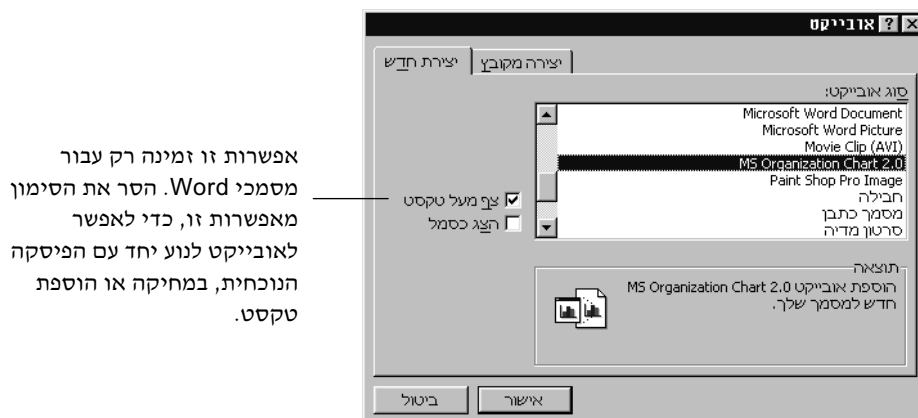 אובייקט
יצירת חדש
יצירה מקובץ
סוג אובייקט:
Microsoft Word Document
Microsoft Word Picture
Movie Clip (AVI)
MS Organization Chart 2.0
Paint Shop Pro Image
חבילה
מסמך כתבן
סרטון מדיה
צף מעל טקסט
הצג כסמל
תוצאה
הוספת אובייקט MS Organization Chart 2.0
חדש למסמך שלך.
אישור
ביטול
אפשרות זו זמינה רק עבור
מסמכי Word. הסר את הסימון
מאפשרות זו, כדי לאפשר
לאובייקט לנוע יחד עם הפיסקה
הנוכחית, במחיקה או הוספת
טקסט.